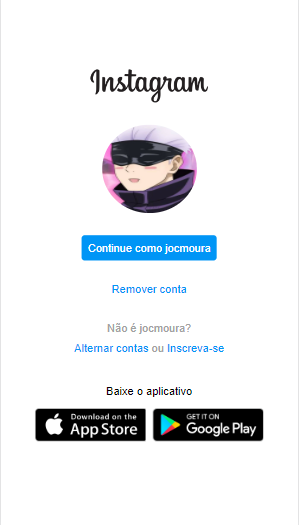 Instagram
Continue como jocmoura
Remover conta
Não é jocmoura?
Alternar contas ou Inscreva-se
Baixe o aplicativo
Download on the
App Store
GET IT ON
Google Play